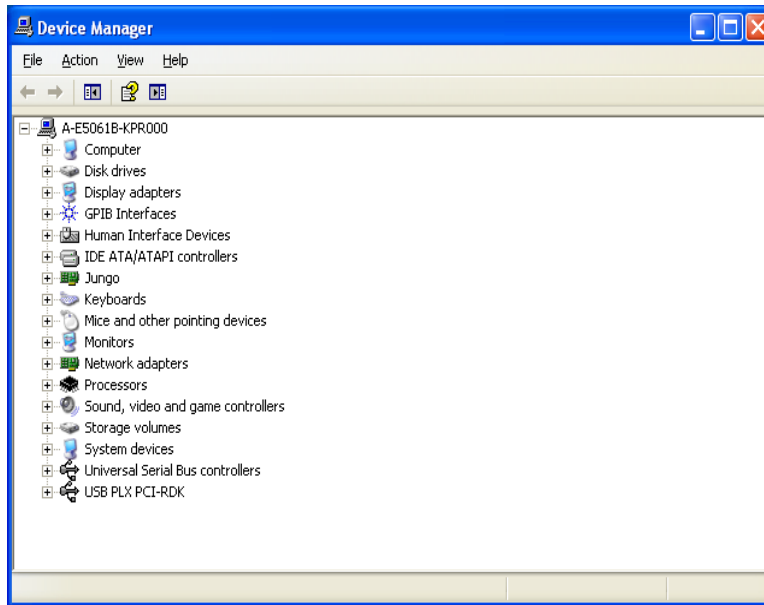 Device Manager
File Action View Help
A-E5061B-KPR000
Computer
Disk drives
Display adapters
GPIB Interfaces
Human Interface Devices
IDE ATA/ATAPI controllers
Jungo
Keyboards
Mice and other pointing devices
Monitors
Network adapters
Processors
Sound, video and game controllers
Storage volumes
System devices
Universal Serial Bus controllers
USB PLX PCI-RDK